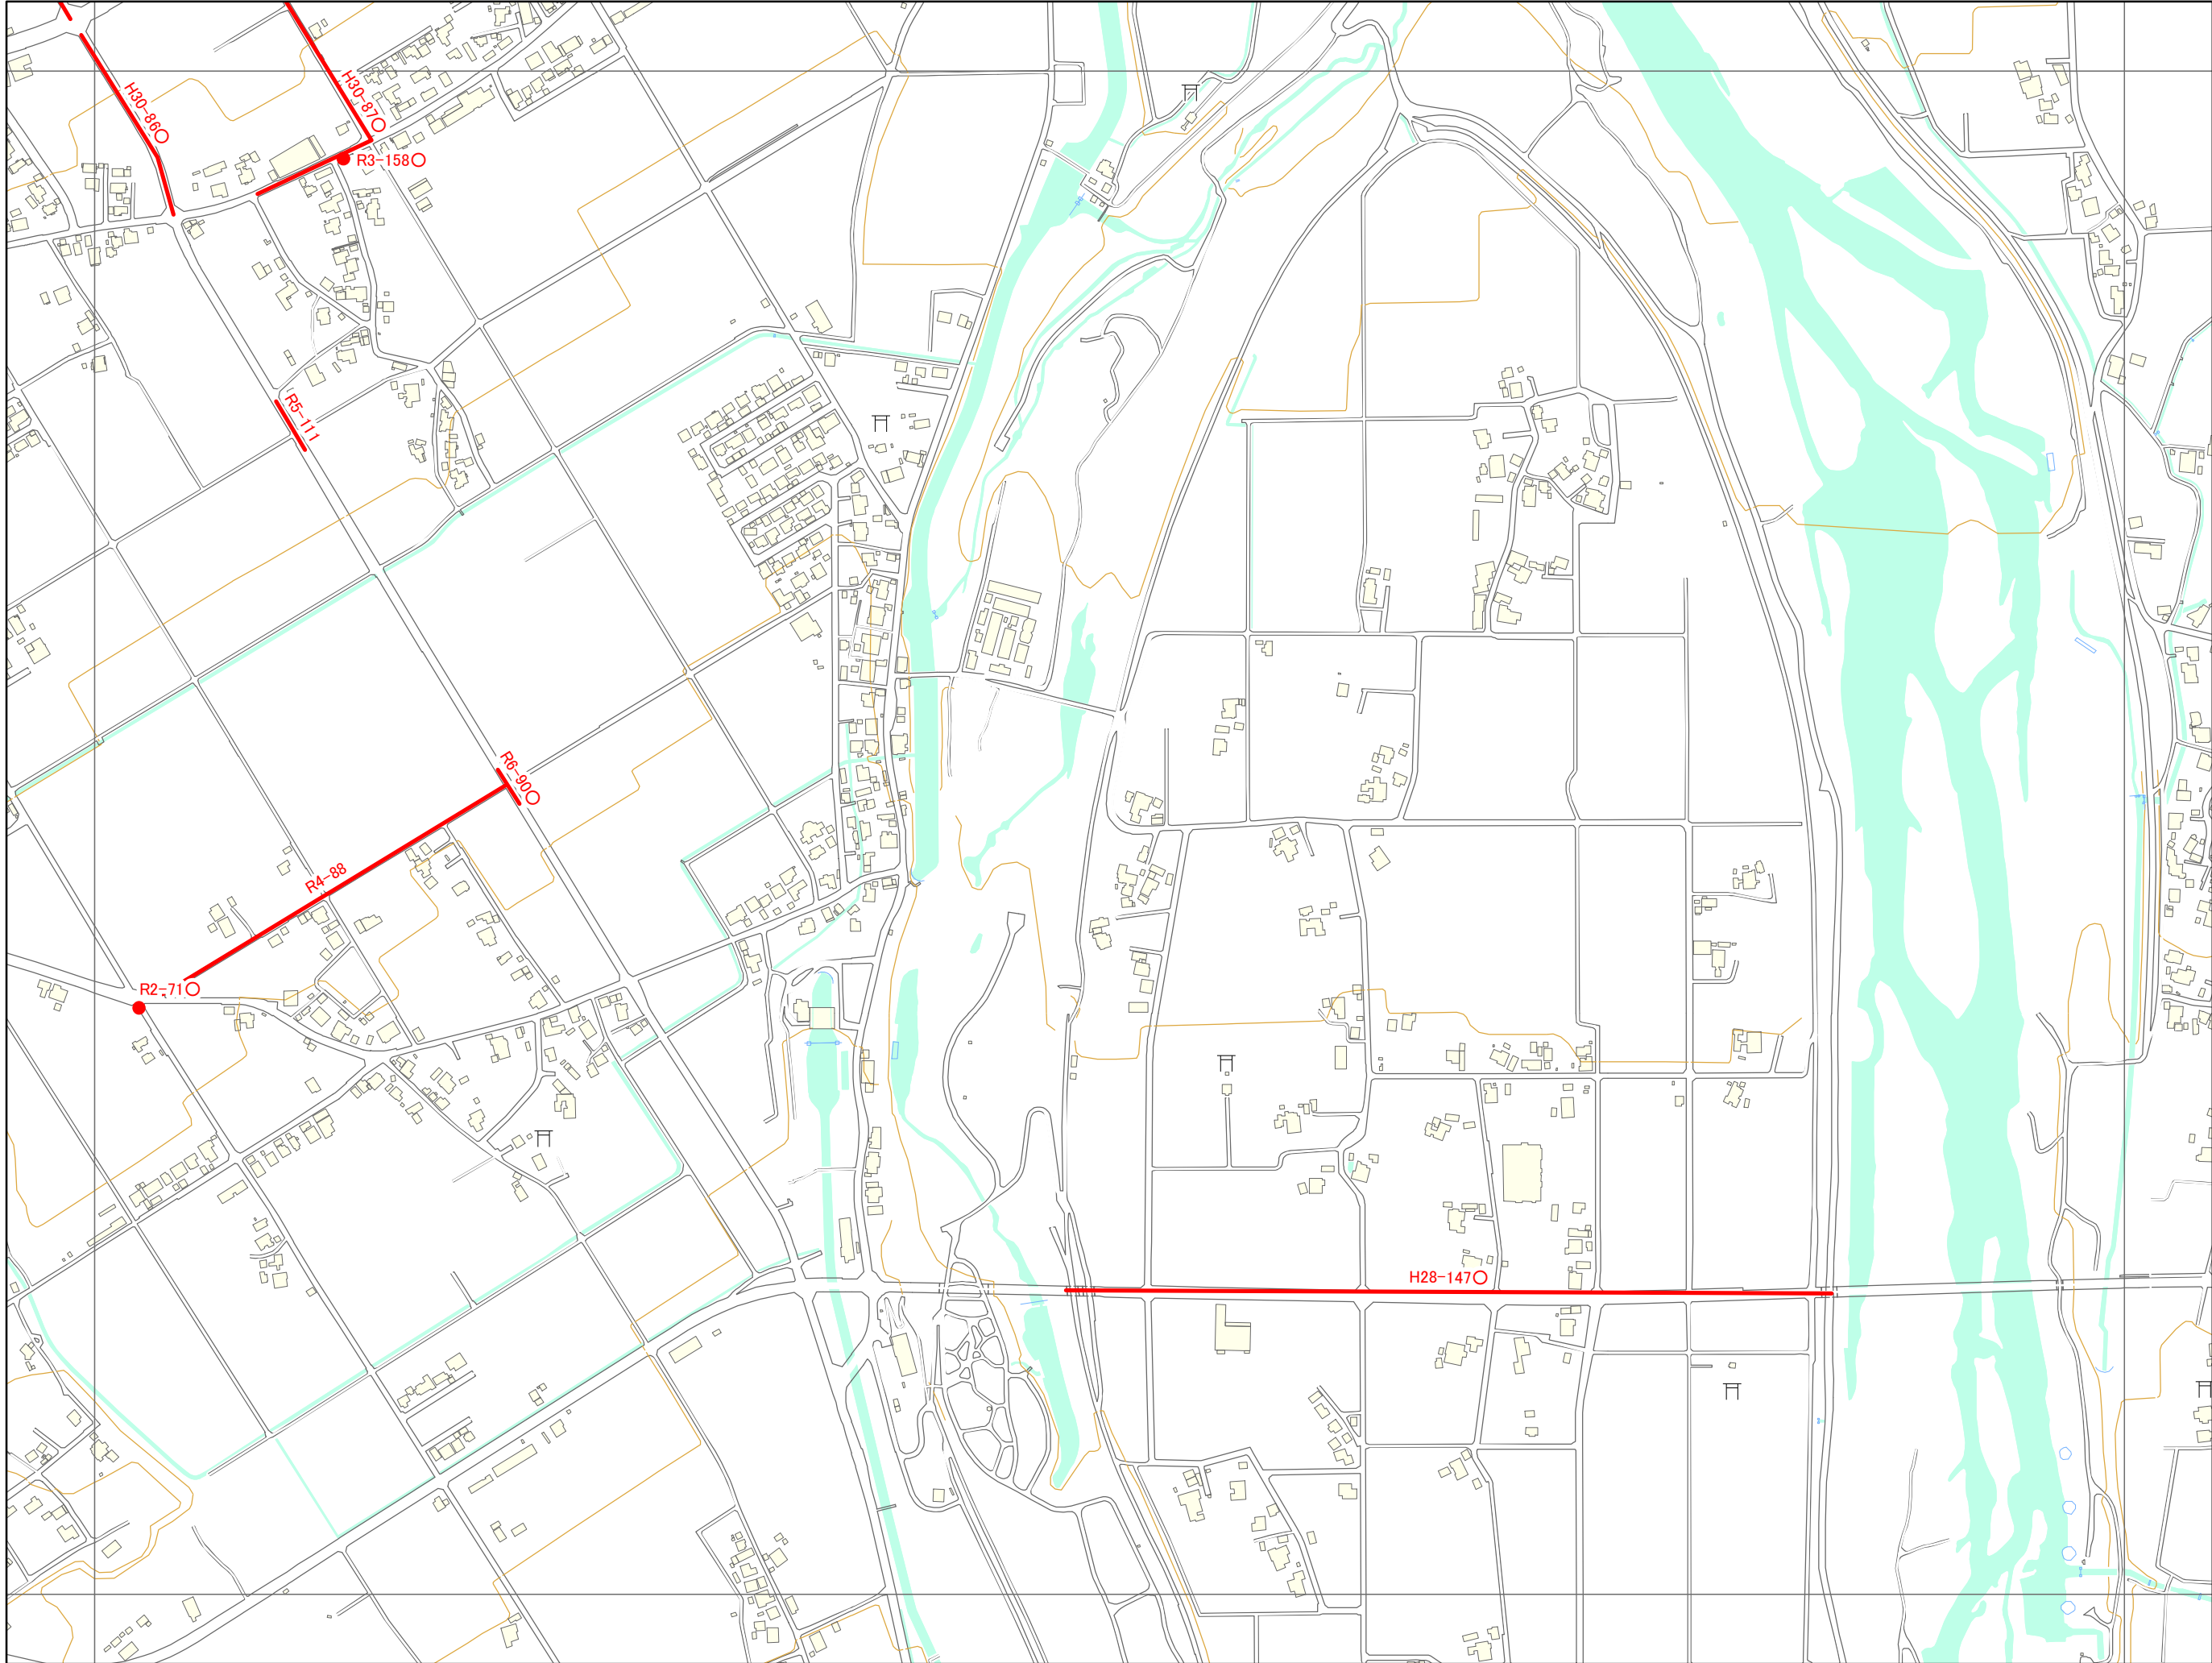 H30-86○
H30-87○
R3-158○
R5-111
R6-90○
R4-88
R2-71○
H28-147○